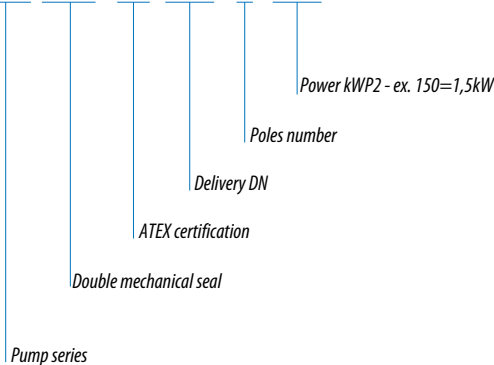 Power kWP2 - ex. 150=1,5kW
Poles number
Delivery DN
ATEX certification
Double mechanical seal
Pump series